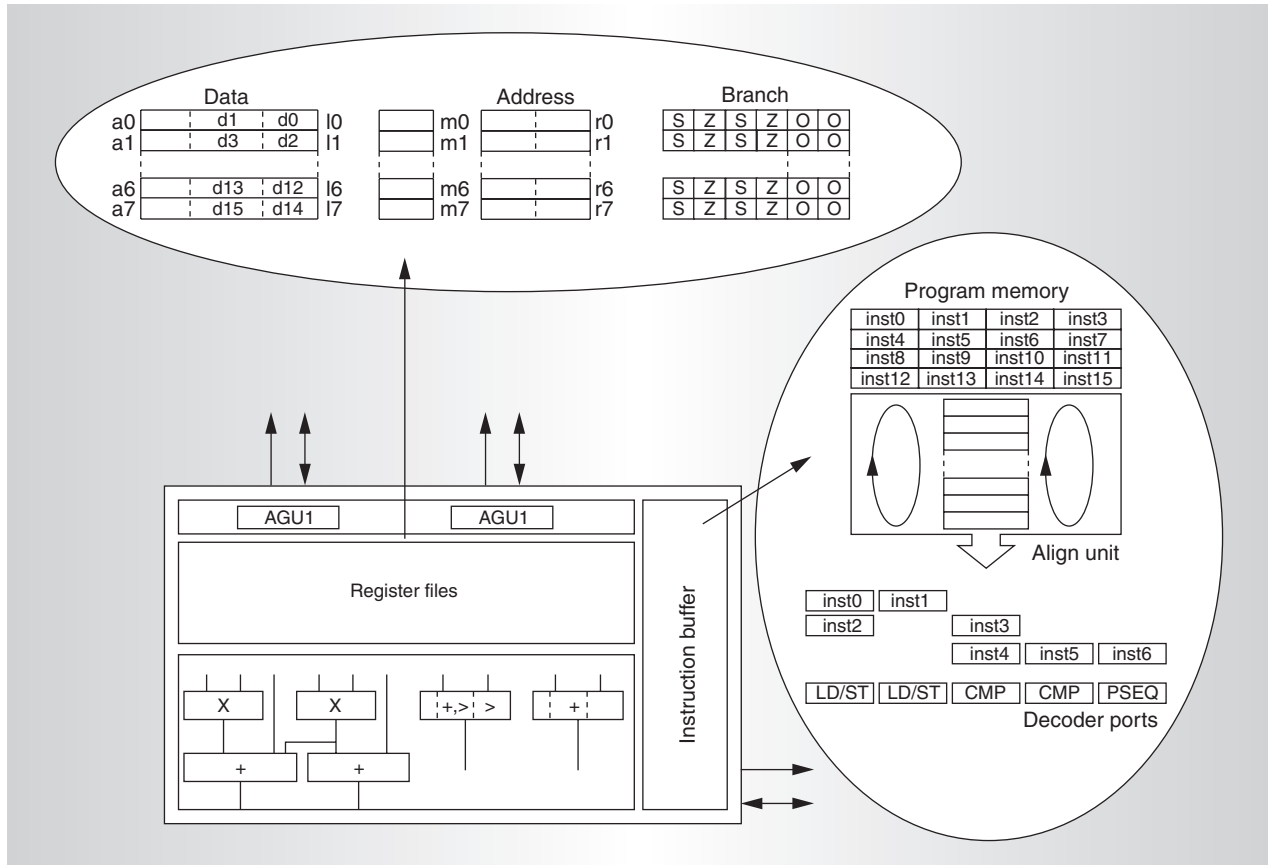 Data Address Branch
a0 d1 d0 l0 m0 r0 S Z S Z O O
a1 d3 d2 l1 m1 r1 S Z S Z O O
a6 d13 d12 l6 m6 r6 S Z S Z O O
a7 d15 d14 l7 m7 r7 S Z S Z O O
Program memory
inst0 inst1 inst2 inst3
inst4 inst5 inst6 inst7
inst8 inst9 inst10 inst11
inst12 inst13 inst14 inst15
Align unit
inst0 inst1
inst2 inst3
inst4 inst5 inst6
LD/ST LD/ST CMP CMP PSEQ
Decoder ports
AGU1 AGU1
Register files
Instruction buffer
X X +,> > +
+ +